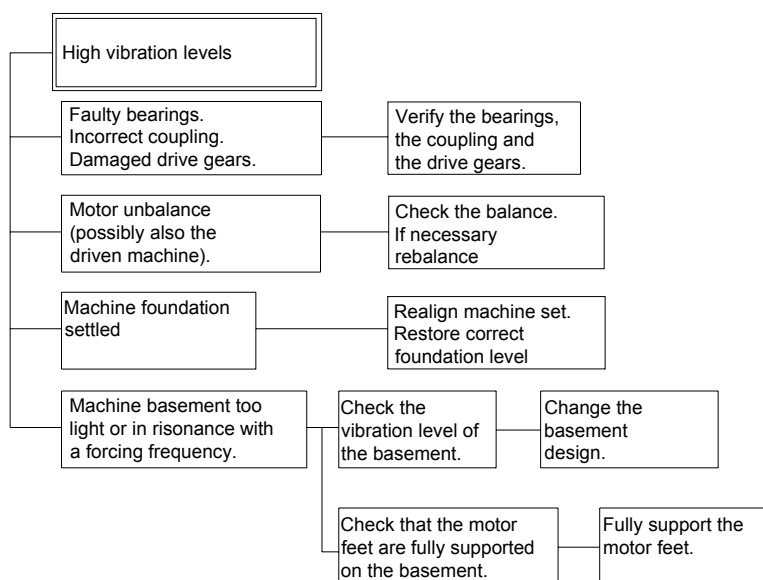 High vibration levels
Faulty bearings.
Incorrect coupling.
Damaged drive gears.
Verify the bearings,
the coupling and
the drive gears.
Motor unbalance
(possibly also the
driven machine).
Check the balance.
If necessary
rebalance
Machine foundation
settled
Realign machine set.
Restore correct
foundation level
Machine basement too
light or in risonance with
a forcing frequency.
Check the
vibration level of
the basement.
Change the
basement
design.
Check that the motor
feet are fully supported
on the basement.
Fully support the
motor feet.